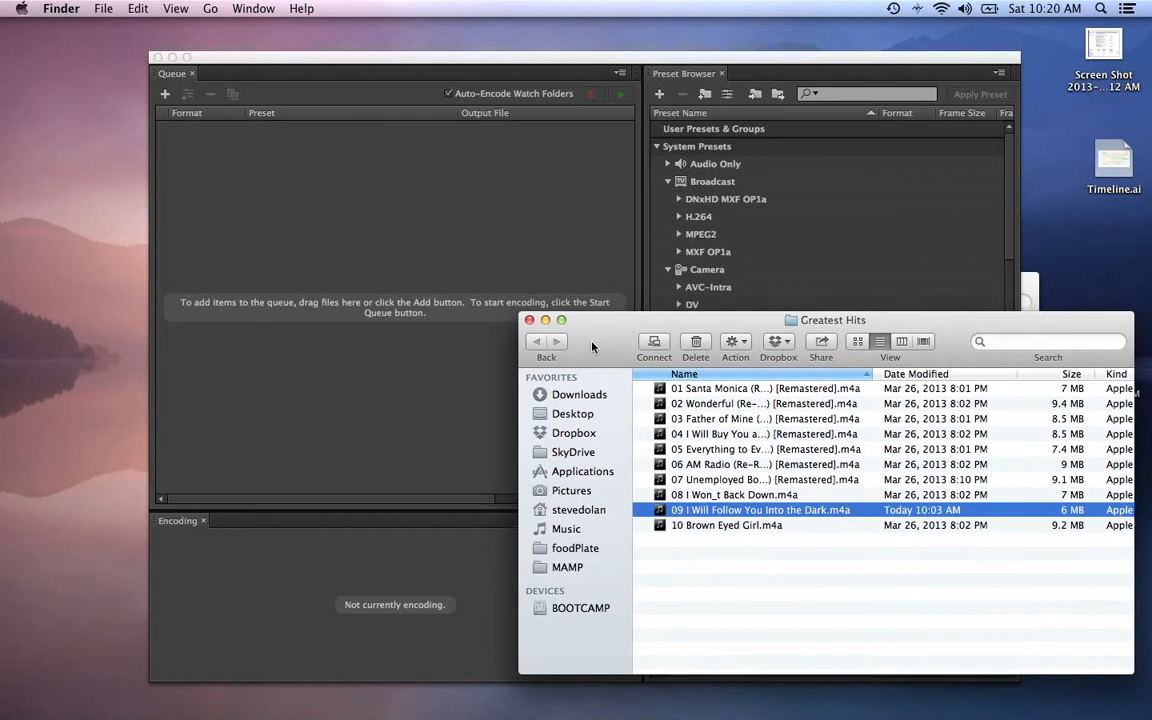 Finder File Edit View Go Window Help Sat 10:20 AM
Screen Shot
2013-...12 AM
Timeline.ai
Queue
Auto-Encode Watch Folders
Format Preset Output File
To add items to the queue, drag files here or click the Add button. To start encoding, click the Start
Queue button.
Encoding
Not currently encoding.
Preset Browser
Apply Preset
Preset Name Format Frame Size Fra
User Presets & Groups
System Presets
Audio Only
Broadcast
DNxHD MXF OP1a
H.264
MPEG2
MXF OP1a
Camera
AVC-Intra
DV
Greatest Hits
Back Connect Delete Action Dropbox Share View Search
FAVORITES
Downloads
Desktop
Dropbox
SkyDrive
Applications
Pictures
stevedolan
Music
foodPlate
MAMP
DEVICES
BOOTCAMP
Name Date Modified Size Kind
01 Santa Monica (R...) [Remastered].m4a Mar 26, 2013 8:01 PM 7 MB Apple
02 Wonderful (Re-...) [Remastered].m4a Mar 26, 2013 8:02 PM 9.4 MB Apple
03 Father of Mine (...) [Remastered].m4a Mar 26, 2013 8:01 PM 8.5 MB Apple
04 I Will Buy You a...) [Remastered].m4a Mar 26, 2013 8:02 PM 8.5 MB Apple
05 Everything to Ev...) [Remastered].m4a Mar 26, 2013 8:01 PM 7.4 MB Apple
06 AM Radio (Re-R...) [Remastered].m4a Mar 26, 2013 8:02 PM 9 MB Apple
07 Unemployed Bo...) [Remastered].m4a Mar 26, 2013 8:10 PM 9.1 MB Apple
08 I Won_t Back Down.m4a Mar 26, 2013 8:02 PM 7 MB Apple
09 I Will Follow You Into the Dark.m4a Today 10:03 AM 6 MB Apple
10 Brown Eyed Girl.m4a Mar 26, 2013 8:02 PM 9.2 MB Apple